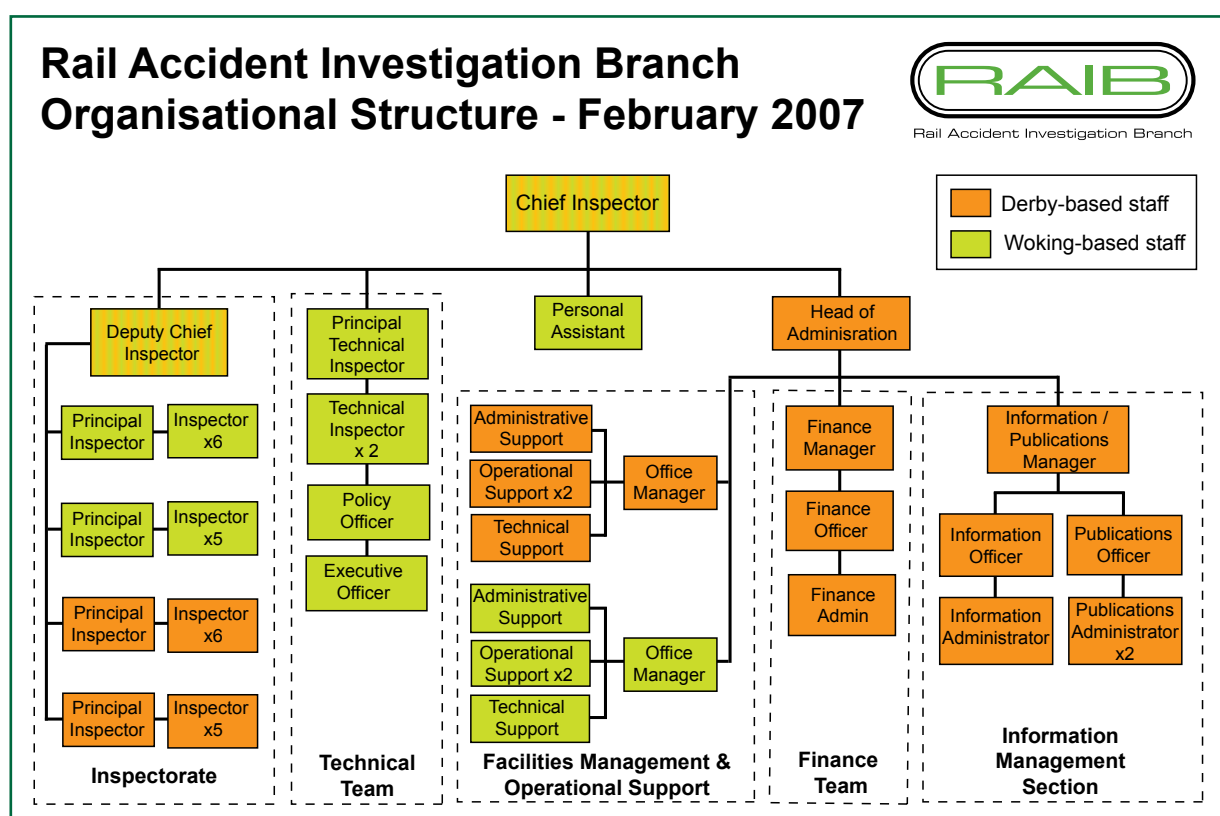 Rail Accident Investigation Branch
Organisational Structure - February 2007
RAIB
Rail Accident Investigation Branch
Derby-based staff
Woking-based staff
Chief Inspector
Deputy Chief
Inspector
Principal
Inspector
Inspector
x6
Principal
Inspector
Inspector
x5
Principal
Inspector
Inspector
x6
Principal
Inspector
Inspector
x5
Inspectorate
Principal
Technical
Inspector
Technical
Inspector
x 2
Policy
Officer
Executive
Officer
Technical
Team
Personal
Assistant
Head of
Adminisration
Administrative
Support
Operational
Support x2
Technical
Support
Office
Manager
Administrative
Support
Operational
Support x2
Technical
Support
Office
Manager
Facilities Management &
Operational Support
Finance
Manager
Finance
Officer
Finance
Admin
Finance
Team
Information /
Publications
Manager
Information
Officer
Publications
Officer
Information
Administrator
Publications
Administrator
x2
Information
Management
Section